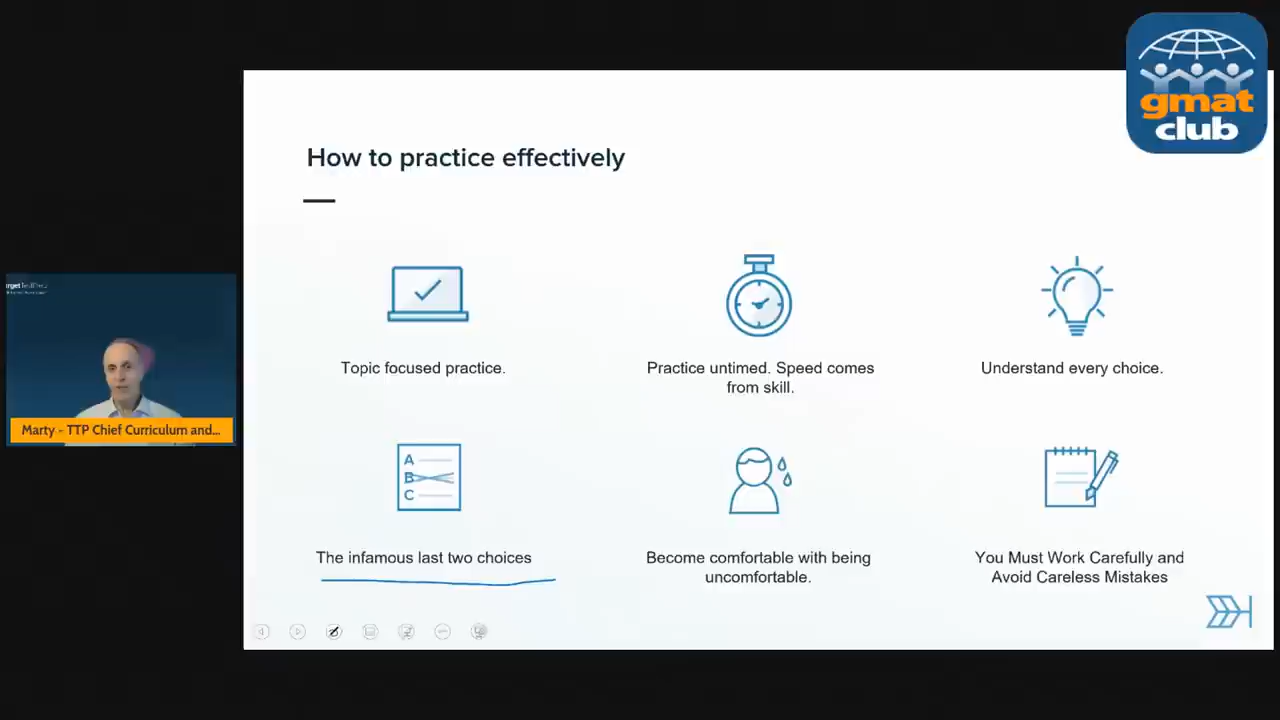 gmat
club
How to practice effectively
Topic focused practice.
Practice untimed. Speed comes
from skill.
Understand every choice.
A
B
C
The infamous last two choices
Become comfortable with being
uncomfortable.
You Must Work Carefully and
Avoid Careless Mistakes
Marty - TTP Chief Curriculum and...